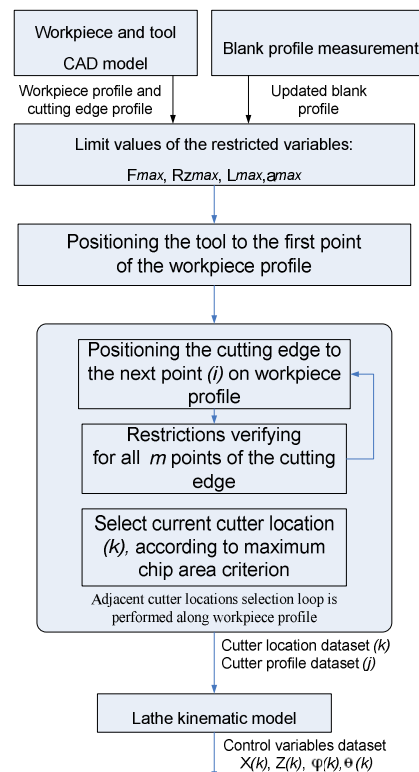 Workpiece and tool
CAD model
Blank profile measurement
Workpiece profile and
cutting edge profile
Updated blank
profile
Limit values of the restricted variables:
Fmax, Rzmax, Lmax,amax
Positioning the tool to the first point
of the workpiece profile
Positioning the cutting edge to
the next point (i) on workpiece
profile
Restrictions verifying
for all m points of the cutting
edge
Select current cutter location
(k), according to maximum
chip area criterion
Adjacent cutter locations selection loop is
performed along workpiece profile
Cutter location dataset (k)
Cutter profile dataset (j)
Lathe kinematic model
Control variables dataset
X(k), Z(k), φ(k),Θ(k)